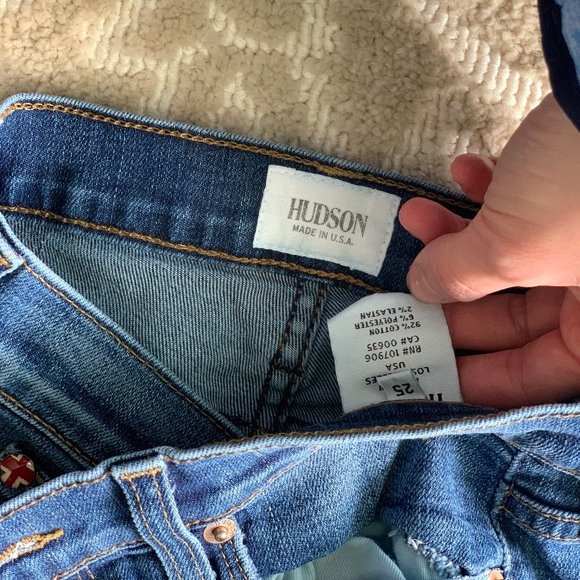 HUDSON
MADE IN U.S.A.
25
USA
RN# 107906
CA# 00635
92% COTTON
6% POLYESTER
2% ELASTAN